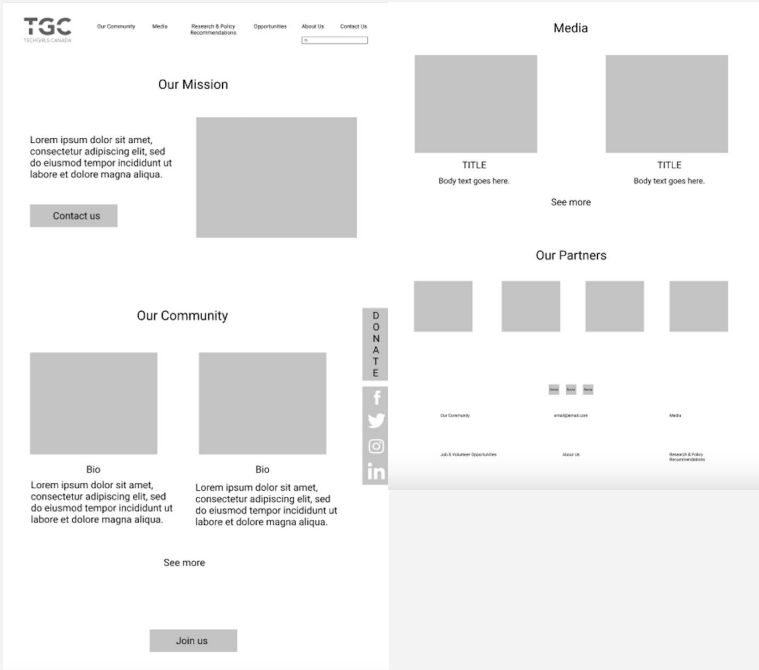 TGC
TECHGIRLS CANADA
Our Community
Media
Research & Policy
Recommendations
Opportunities
About Us
Contact Us
Our Mission
Lorem ipsum dolor sit amet,
consectetur adipiscing elit, sed
do eiusmod tempor incididunt ut
labore et dolore magna aliqua.
Contact us
Our Community
DONATE
Bio
Lorem ipsum dolor sit amet,
consectetur adipiscing elit, sed
do eiusmod tempor incididunt ut
labore et dolore magna aliqua.
Bio
Lorem ipsum dolor sit amet,
consectetur adipiscing elit, sed
do eiusmod tempor incididunt ut
labore et dolore magna aliqua.
See more
Join us
Media
TITLE
Body text goes here.
TITLE
Body text goes here.
See more
Our Partners
Our Community
email@email.com
Media
Job & Volunteer Opportunities
About Us
Research & Policy
Recommendations